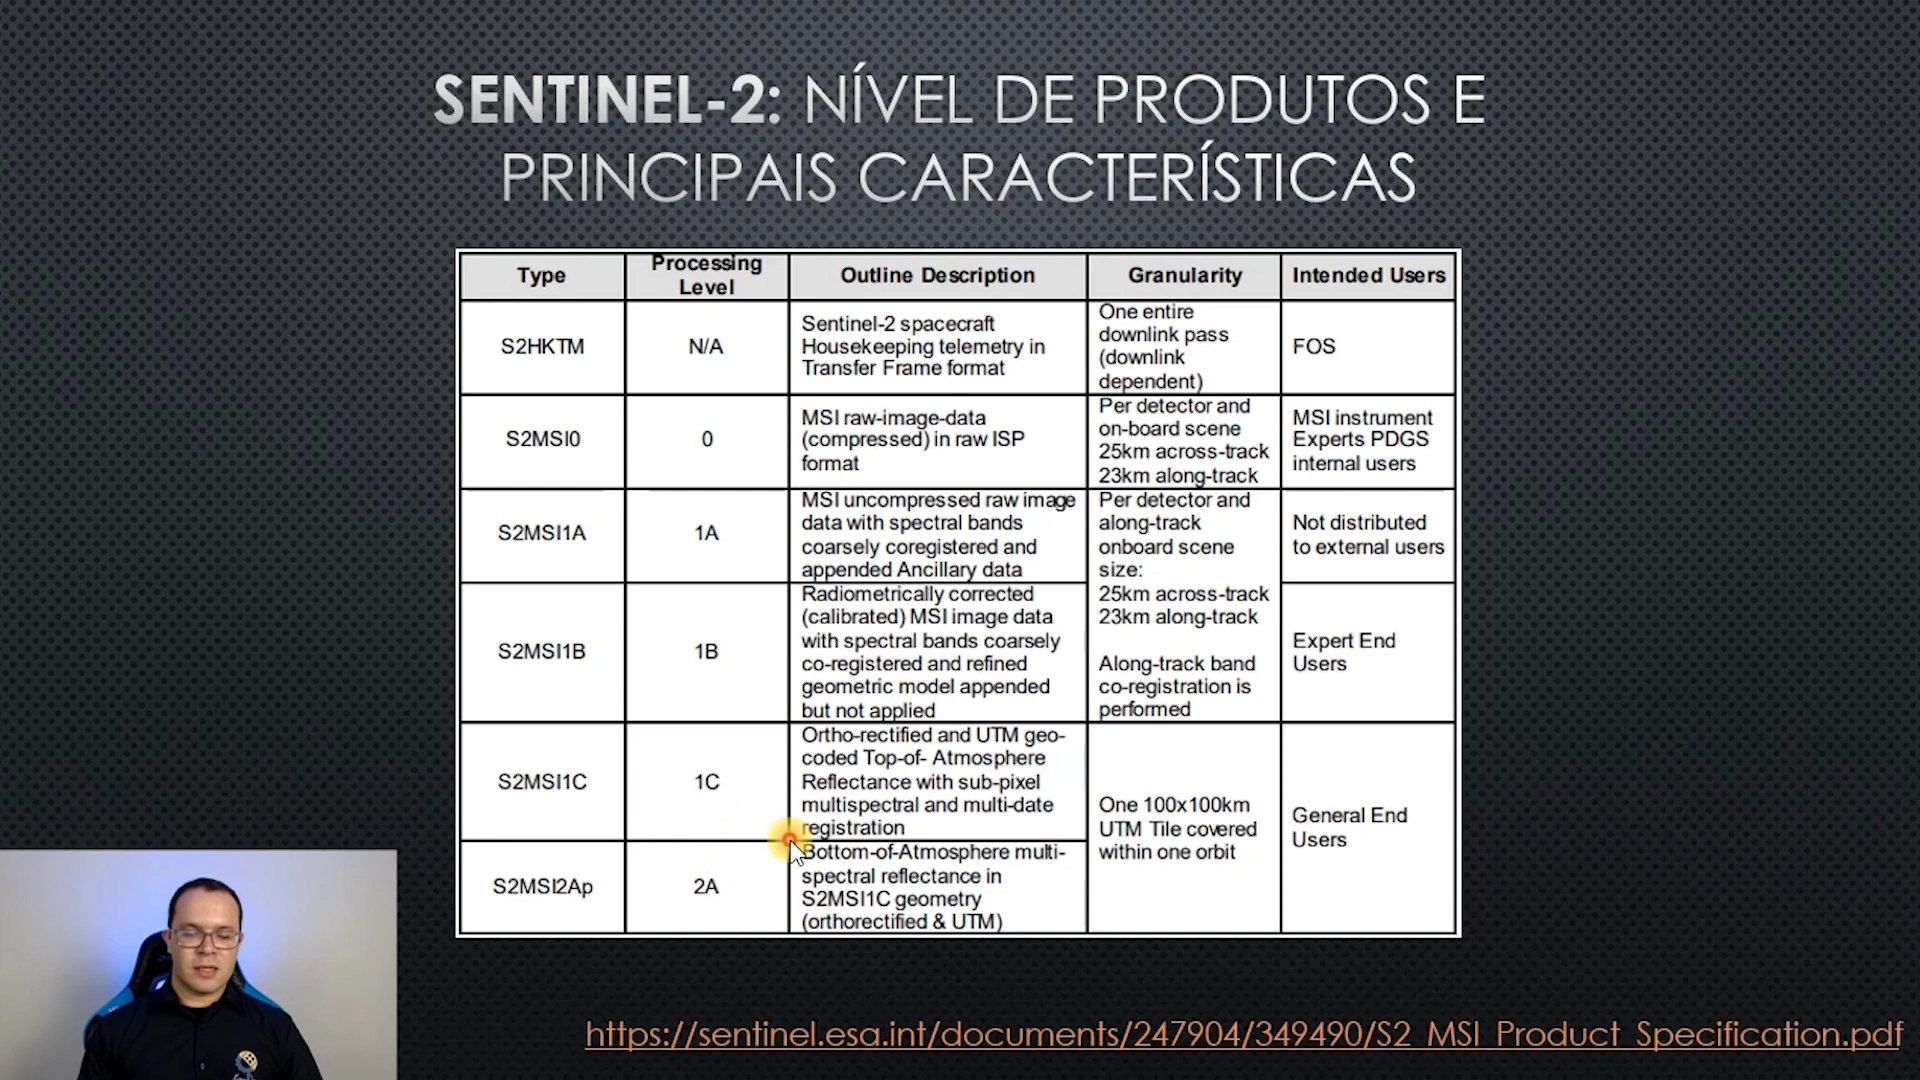 SENTINEL-2: NÍVEL DE PRODUTOS E
PRINCIPAIS CARACTERÍSTICAS
Type
Processing
Level
Outline Description
Granularity
Intended Users
S2HKTM
N/A
Sentinel-2 spacecraft
Housekeeping telemetry in
Transfer Frame format
One entire
downlink pass
(downlink
dependent)
FOS
S2MSI0
0
MSI raw-image-data
(compressed) in raw ISP
format
Per detector and
on-board scene
25km across-track
23km along-track
MSI instrument
Experts PDGS
internal users
S2MSI1A
1A
MSI uncompressed raw image
data with spectral bands
coarsely coregistered and
appended Ancillary data
Per detector and
along-track
onboard scene
size:
25km across-track
23km along-track
Along-track band
co-registration is
performed
Not distributed
to external users
S2MSI1B
1B
Radiometrically corrected
(calibrated) MSI image data
with spectral bands coarsely
co-registered and refined
geometric model appended
but not applied
Expert End
Users
S2MSI1C
1C
Ortho-rectified and UTM geo-
coded Top-of- Atmosphere
Reflectance with sub-pixel
multispectral and multi-date
registration
One 100x100km
UTM Tile covered
within one orbit
General End
Users
S2MSI2Ap
2A
Bottom-of-Atmosphere multi-
spectral reflectance in
S2MSI1C geometry
(orthorectified & UTM)
https://sentinel.esa.int/documents/247904/349490/S2_MSI_Product_Specification.pdf